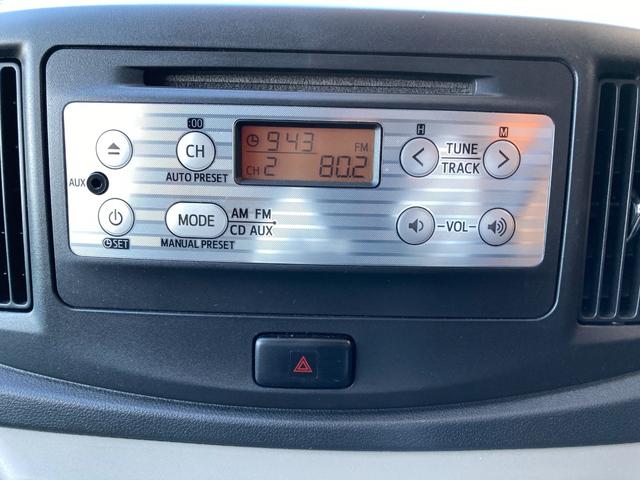 :00
H
M
CH
9:43
FM
CH 2
80.2
TUNE
TRACK
AUTO PRESET
AUX
MODE
AM FM
CD AUX
VOL
SET
MANUAL PRESET